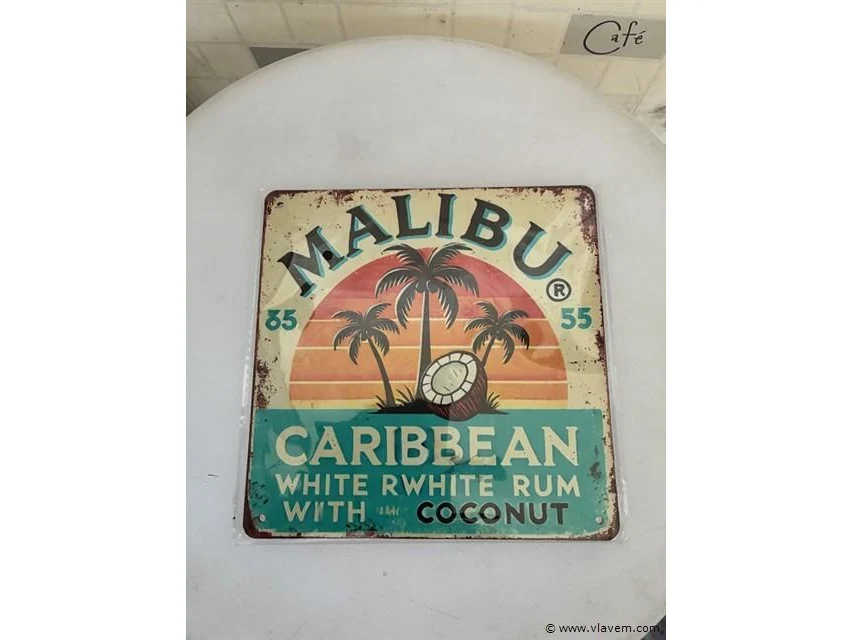 Café
MALIBU®
65 55
CARIBBEAN
WHITE RWHITE RUM
WITH COCONUT
© www.vlavem.com